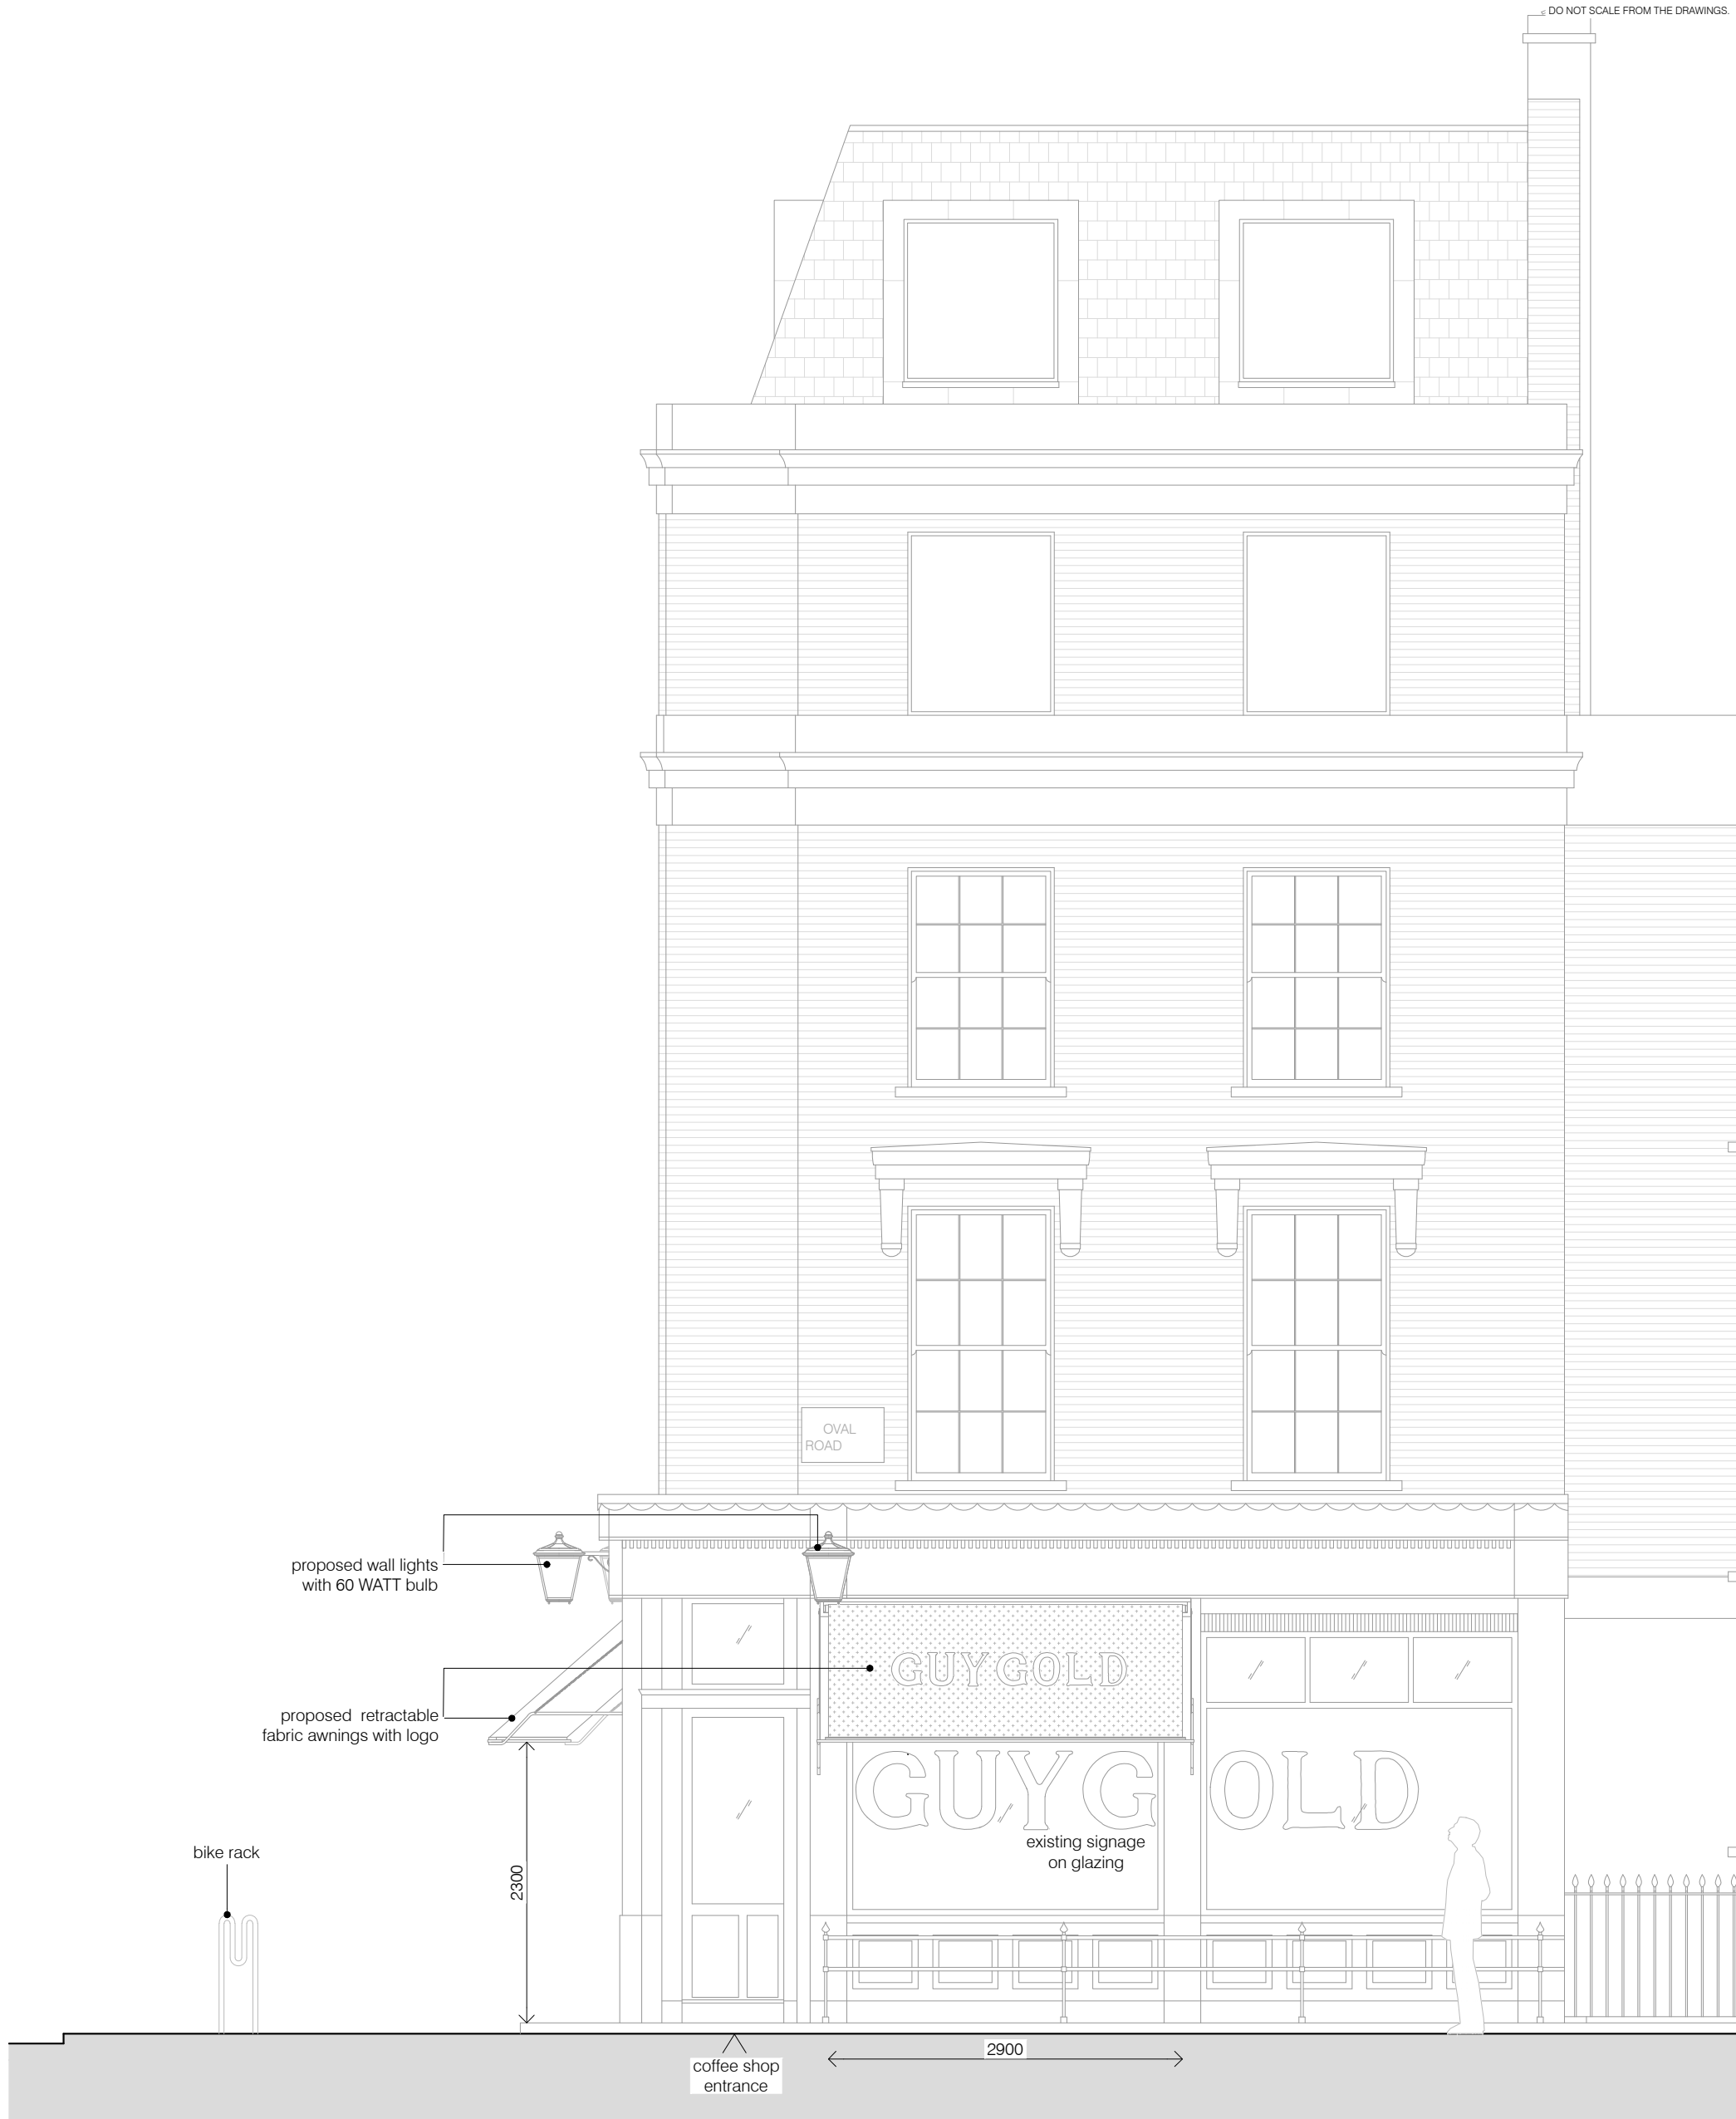 DO NOT SCALE FROM THE DRAWINGS.
OVAL
ROAD
proposed wall lights
with 60 WATT bulb
GUY GOLD
proposed retractable
fabric awnings with logo
GUY GOLD
existing signage
on glazing
bike rack
2300
2900
coffee shop
entrance